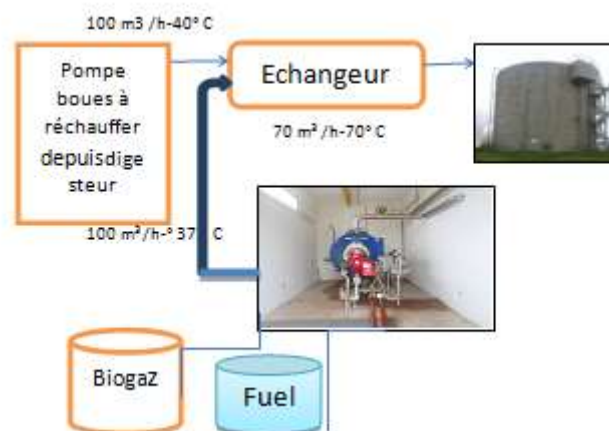 100 m3 /h-40° C
Pompe
boues à
réchauffer
depuisdige
steur
Echangeur
70 m³ /h-70° C
100 m³/h-° 37° C
Biogaz
Fuel